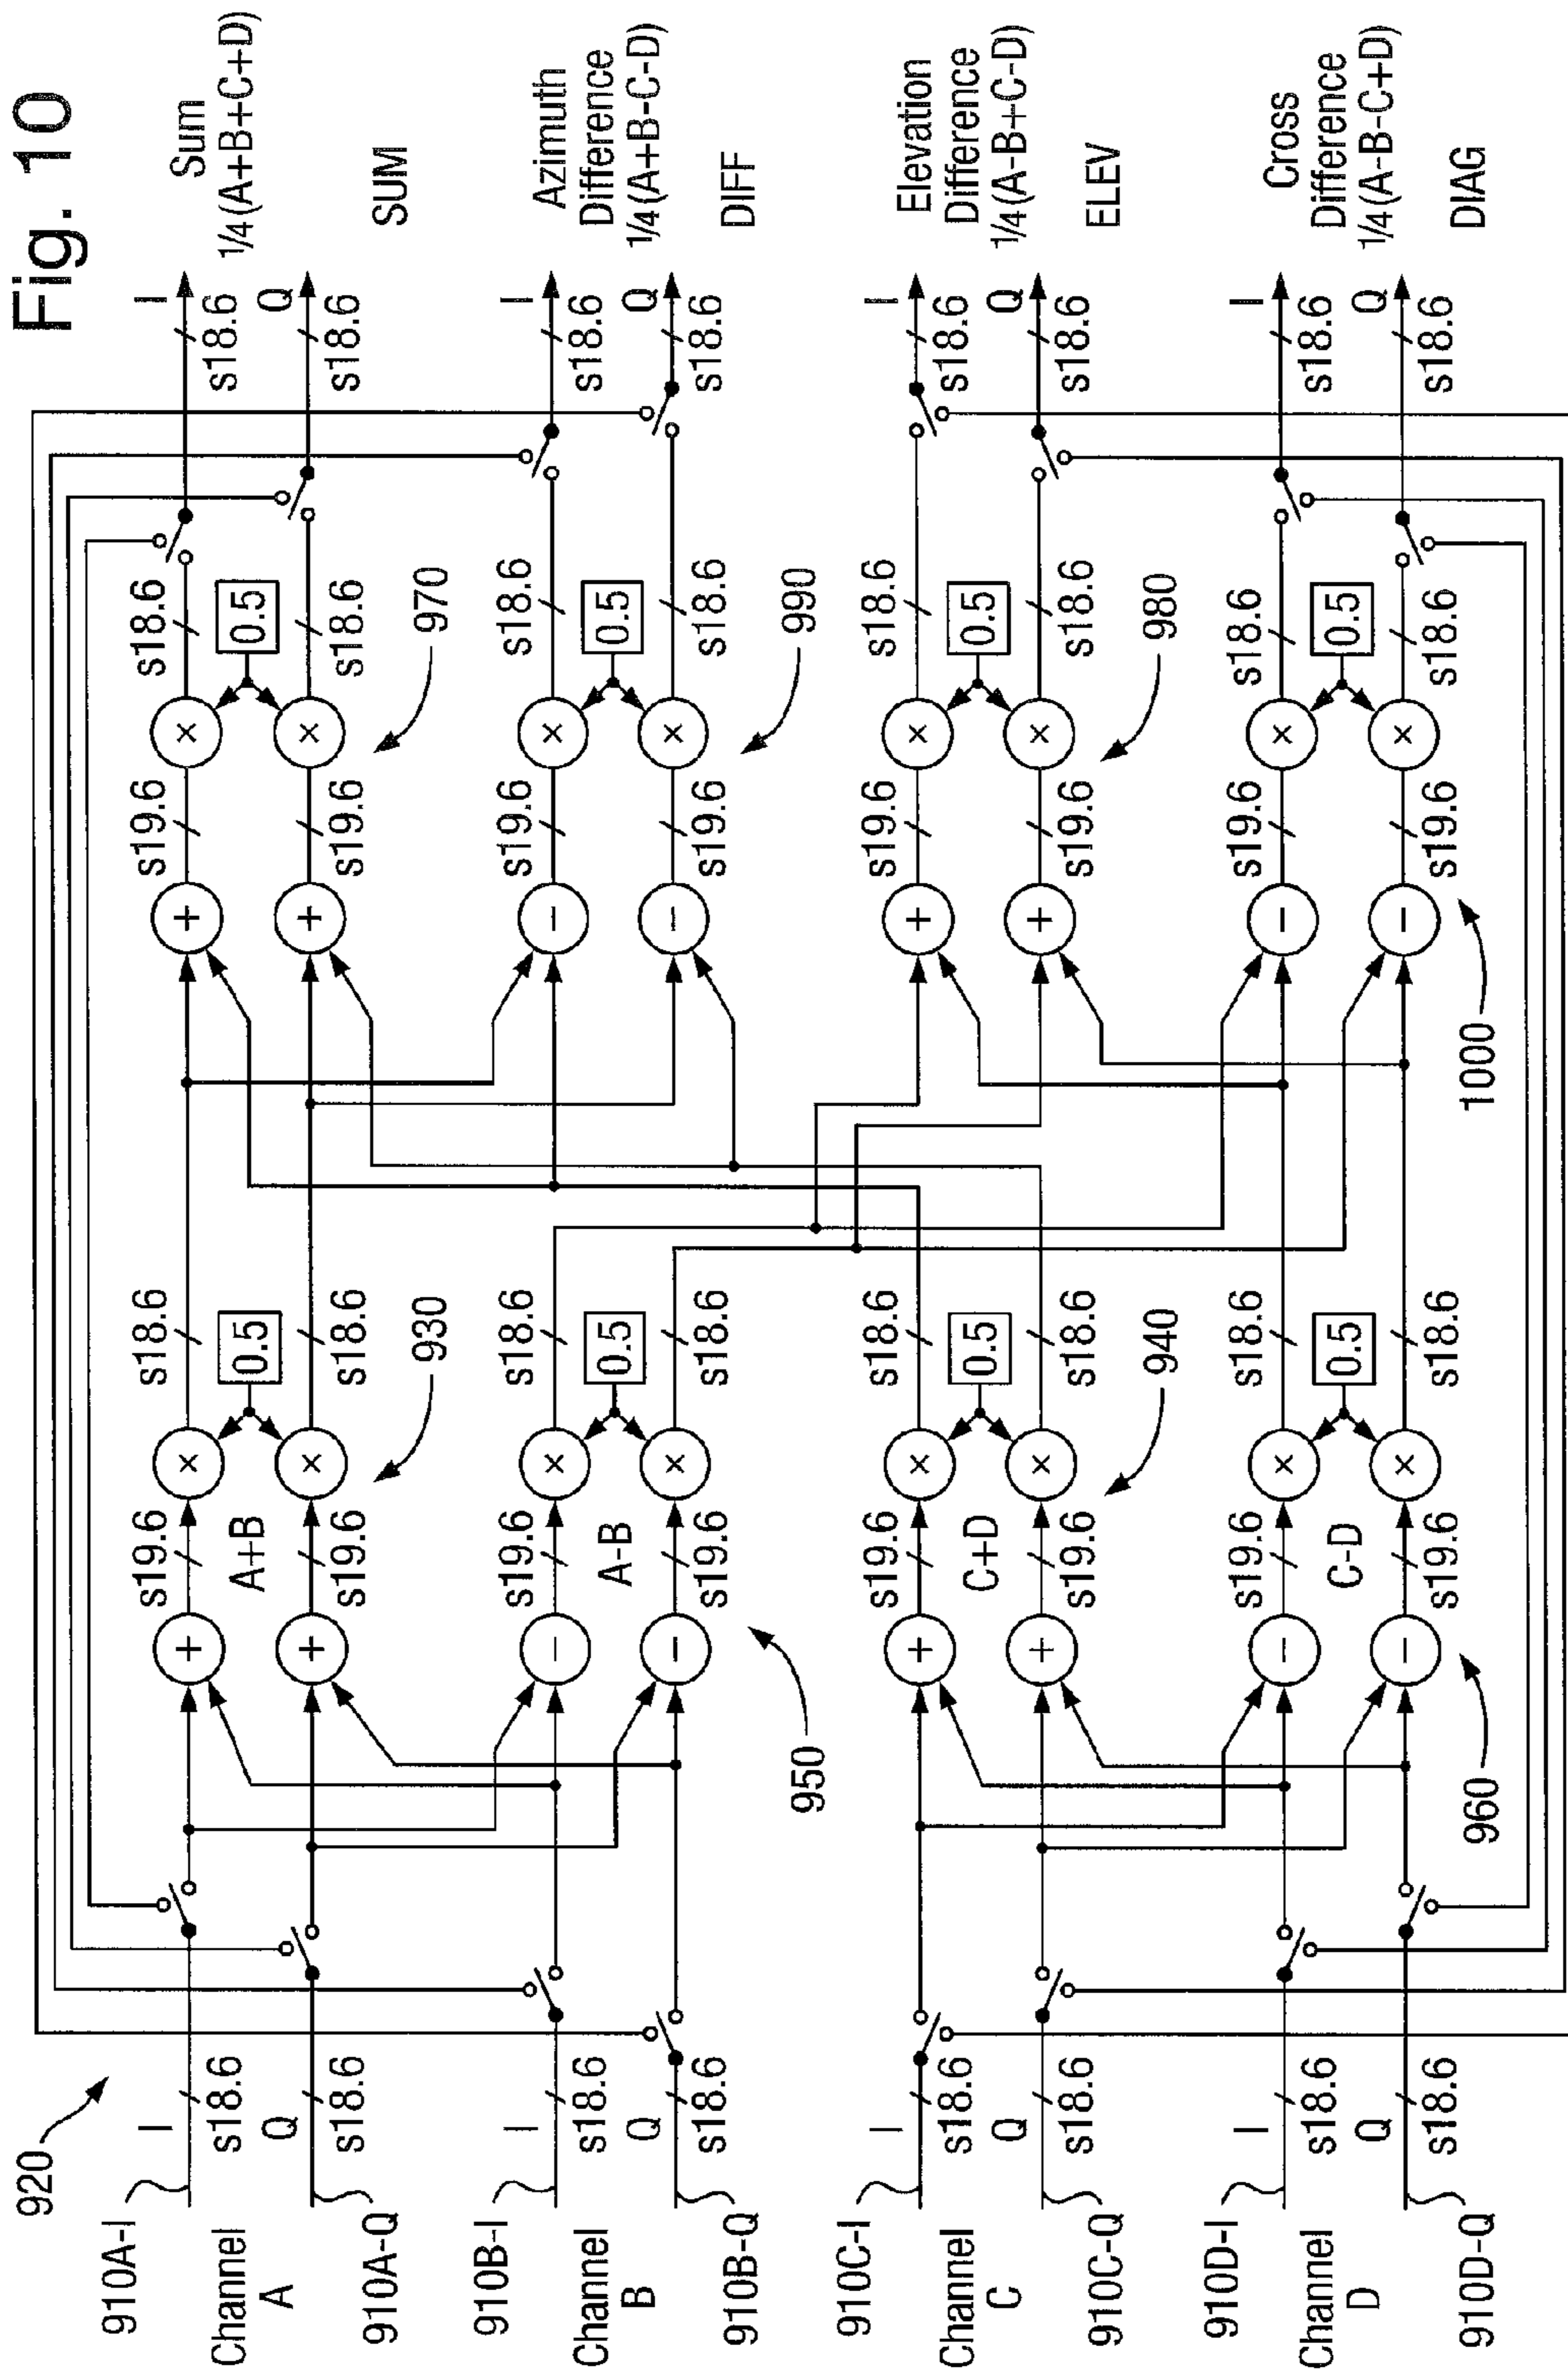 Fig. 10
920
910A-I
Channel
A
910A-Q
I
s18.6
Q
s18.6
+
+
s19.6
A+B
s19.6
×
×
0.5
s18.6
s18.6
930
+
+
s19.6
s19.6
×
×
0.5
s18.6
s18.6
970
I
s18.6
Q
s18.6
Sum
1/4(A+B+C+D)
SUM
910B-I
Channel
B
910B-Q
I
s18.6
Q
s18.6
950
−
−
s19.6
A-B
s19.6
×
×
0.5
s18.6
s18.6
−
−
s19.6
s19.6
×
×
0.5
s18.6
s18.6
990
I
s18.6
Q
s18.6
Azimuth
Difference
1/4(A+B-C-D)
DIFF
910C-I
Channel
C
910C-Q
I
s18.6
Q
s18.6
+
+
s19.6
C+D
s19.6
×
×
0.5
s18.6
s18.6
940
+
+
s19.6
s19.6
×
×
0.5
s18.6
s18.6
980
I
s18.6
Q
s18.6
Elevation
Difference
1/4(A-B+C-D)
ELEV
910D-I
Channel
D
910D-Q
I
s18.6
Q
s18.6
960
−
−
s19.6
C-D
s19.6
×
×
0.5
s18.6
s18.6
1000
−
−
s19.6
s19.6
×
×
0.5
s18.6
s18.6
I
s18.6
Q
s18.6
Cross
Difference
1/4(A-B-C+D)
DIAG